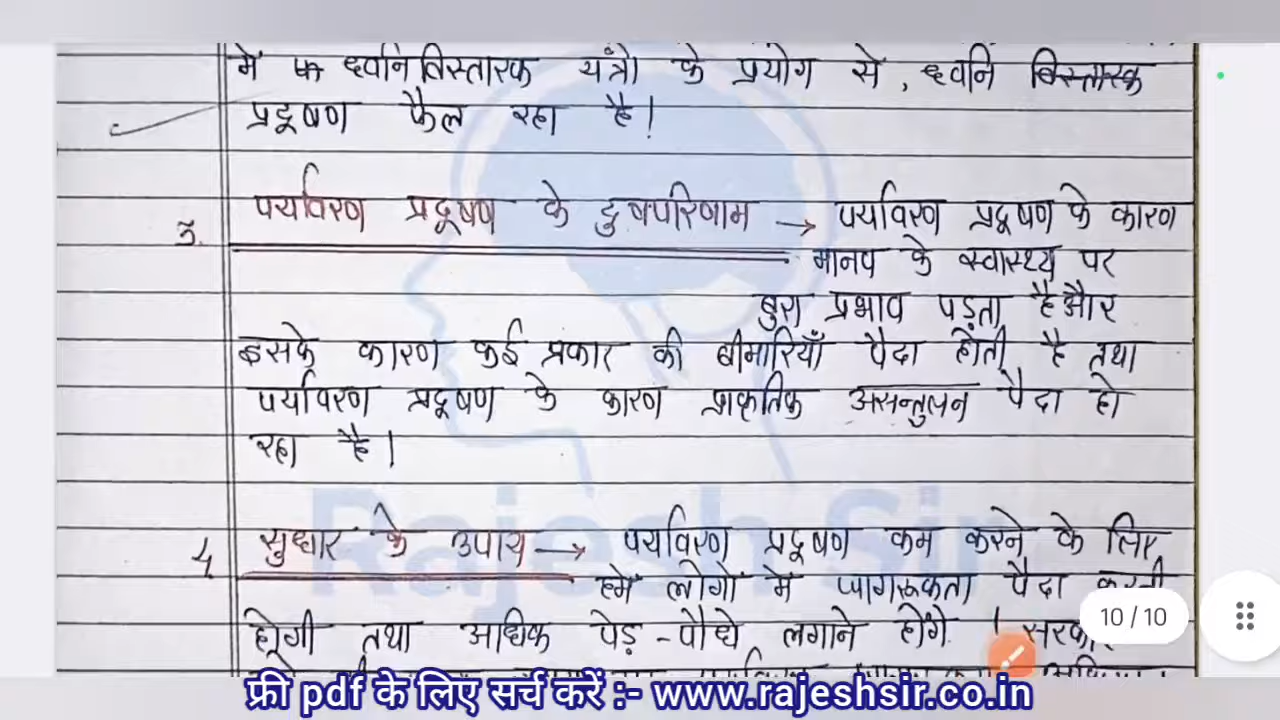 में ध्वनि विस्तारक यंत्रो के प्रयोग से, ध्वनि विस्तारक
प्रदूषण फैल रहा है।
3. पर्यावरण प्रदूषण के दुष्परिणाम → पर्यावरण प्रदूषण के कारण
मानव के स्वास्थ्य पर
बुरा प्रभाव पड़ता है और
इसके कारण कई प्रकार की बीमारियाँ पैदा होती है तथा
पर्यावरण प्रदूषण के कारण प्राकृतिक असन्तुलन पैदा हो
रहा है।
4. सुधार के उपाय → पर्यावरण प्रदूषण कम करने के लिए
हमें लोगों में जागरूकता पैदा करनी
होगी तथा अधिक पेड़-पौधे लगाने होंगे।
Rajesh Sir
10/10
फ्री pdf के लिए सर्च करें :- www.rajeshsir.co.in